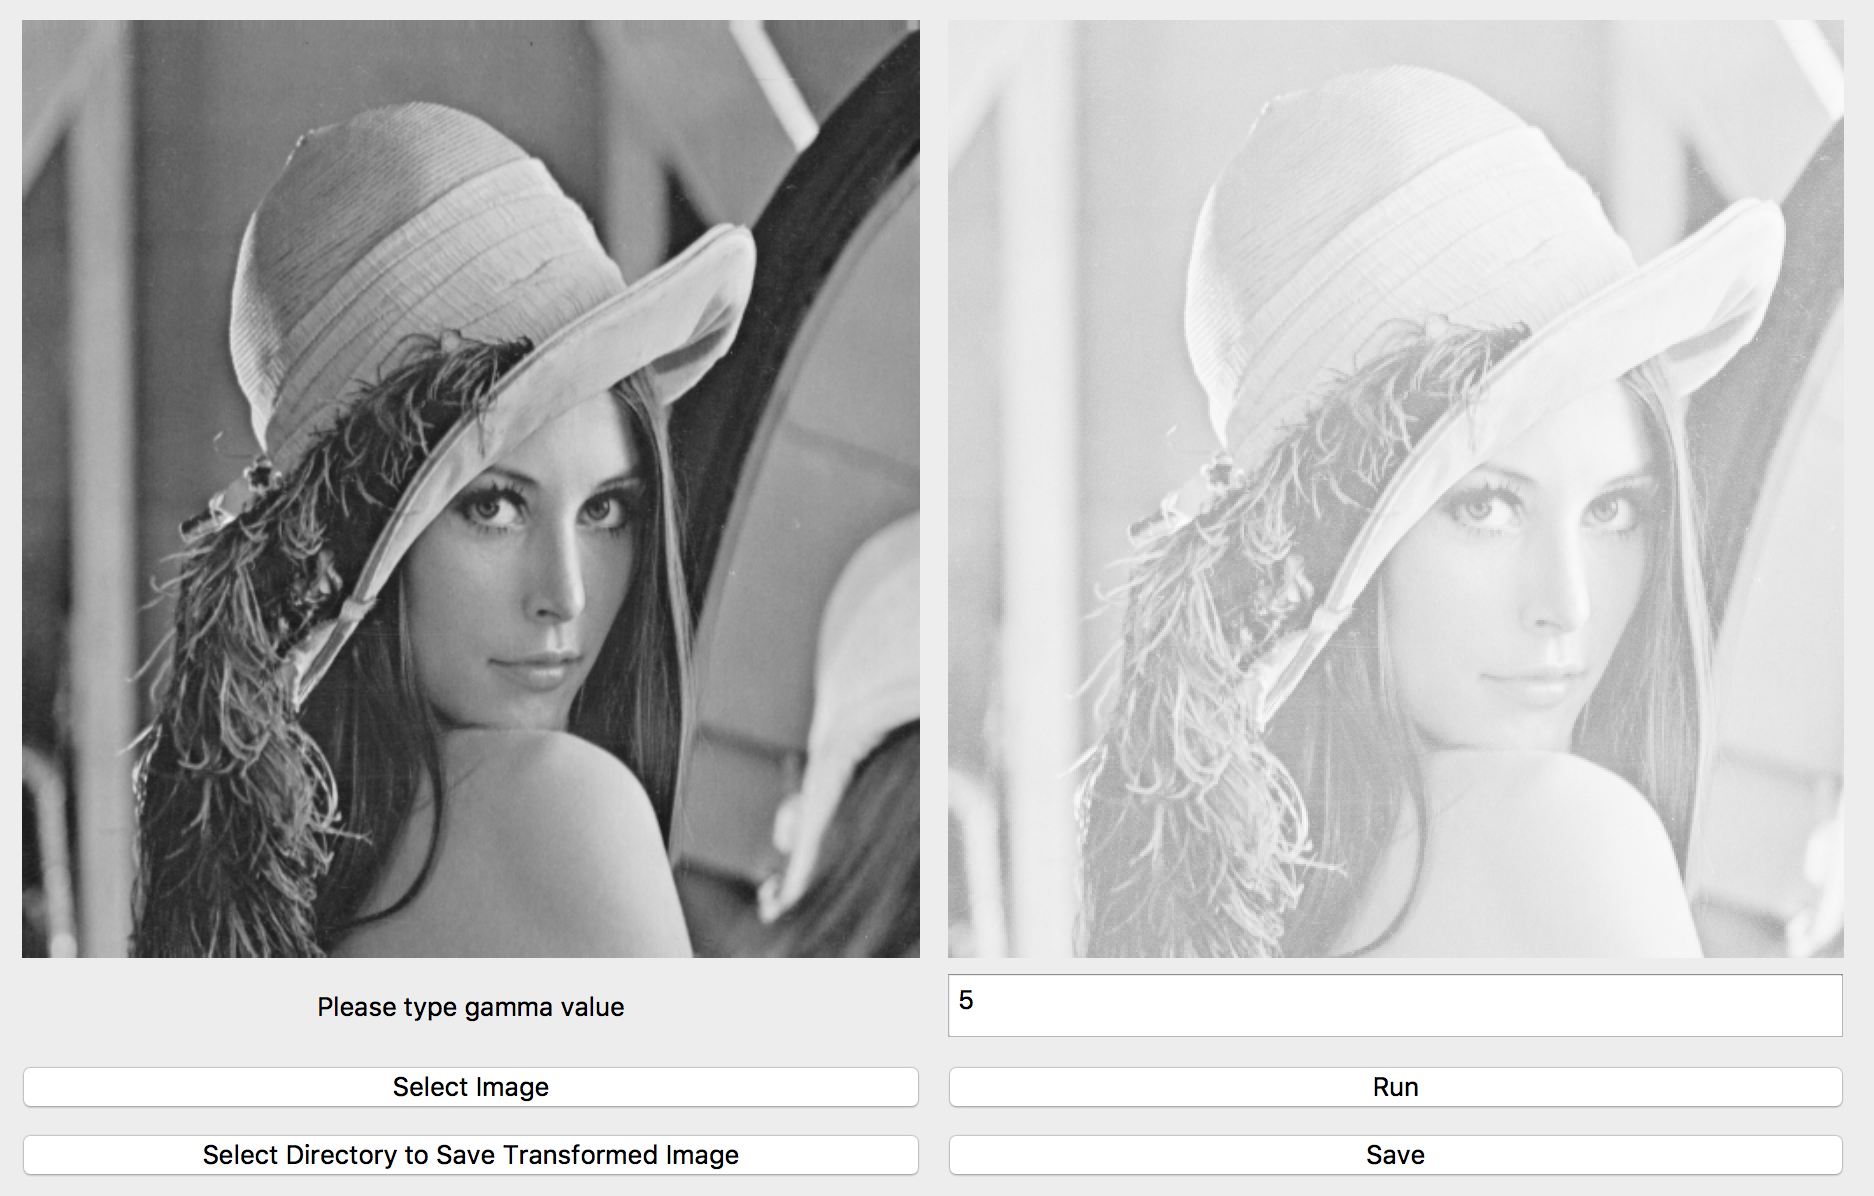 Please type gamma value
5
Select Image
Run
Select Directory to Save Transformed Image
Save